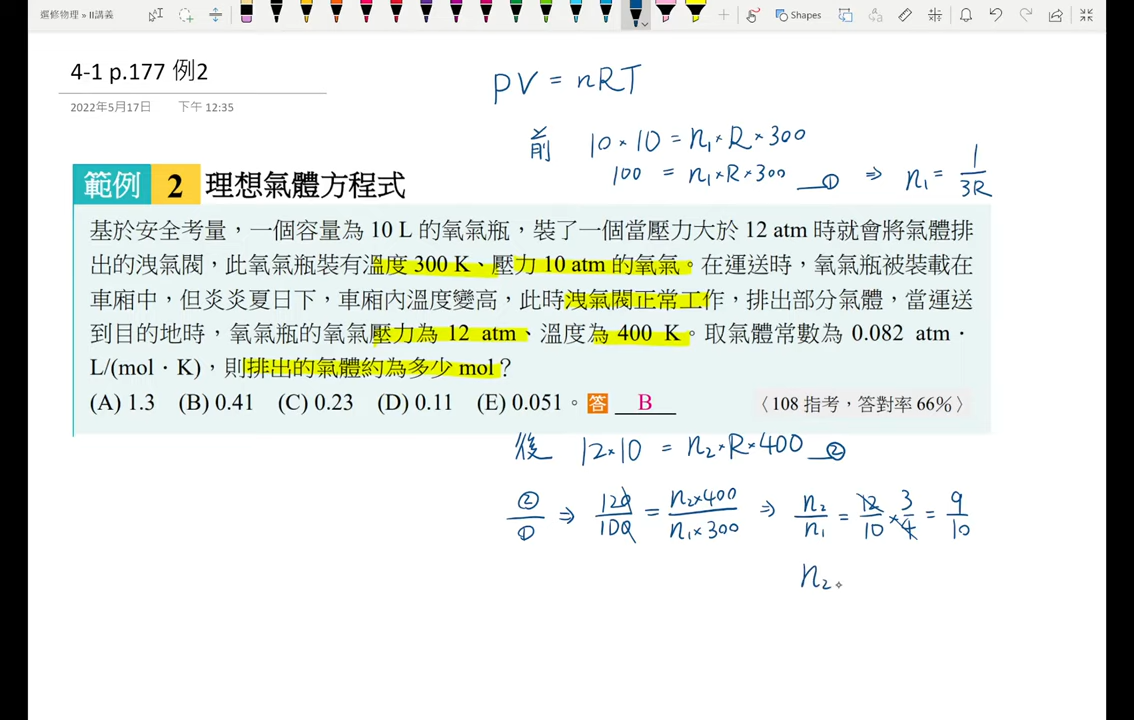 選修物理 » II講義
Shapes
4-1 p.177 例2
2022年5月17日 下午 12:35
PV = nRT
前 10×10 = n₁×R×300
100 = n₁×R×300 ① ⇒ n₁ = 1/3R
範例 2 理想氣體方程式
基於安全考量，一個容量為 10 L 的氧氣瓶，裝了一個當壓力大於 12 atm 時就會將氣體排
出的洩氣閥，此氧氣瓶裝有溫度 300 K、壓力 10 atm 的氧氣。在運送時，氧氣瓶被裝載在
車廂中，但炎炎夏日下，車廂內溫度變高，此時洩氣閥正常工作，排出部分氣體，當運送
到目的地時，氧氣瓶的氧氣壓力為 12 atm、溫度為 400 K。取氣體常數為 0.082 atm．
L/(mol．K)，則排出的氣體約為多少 mol？
(A) 1.3 (B) 0.41 (C) 0.23 (D) 0.11 (E) 0.051。答 B 〈108 指考，答對率 66%〉
後 12×10 = n₂×R×400 ②
②/① ⇒ 120/100 = n₂×400/n₁×300 ⇒ n₂/n₁ = 12/10 × 3/4 = 9/10
n₂